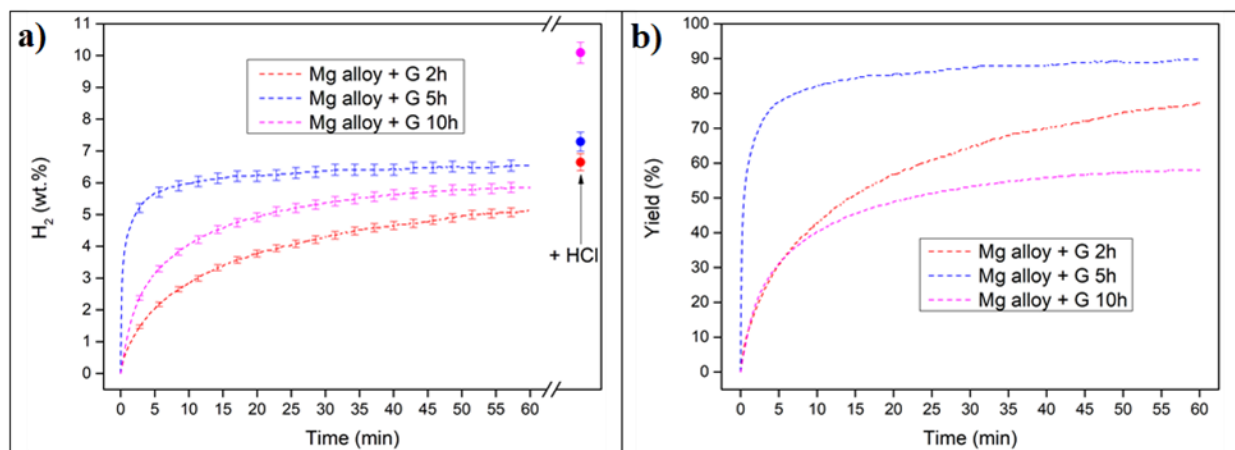 a)
H2 (wt.%)
11
10
9
8
7
6
5
4
3
2
1
0
Mg alloy + G 2h
Mg alloy + G 5h
Mg alloy + G 10h
+ HCl
0 5 10 15 20 25 30 35 40 45 50 55 60
Time (min)
b)
Yield (%)
100
90
80
70
60
50
40
30
20
10
0
Mg alloy + G 2h
Mg alloy + G 5h
Mg alloy + G 10h
0 5 10 15 20 25 30 35 40 45 50 55 60
Time (min)